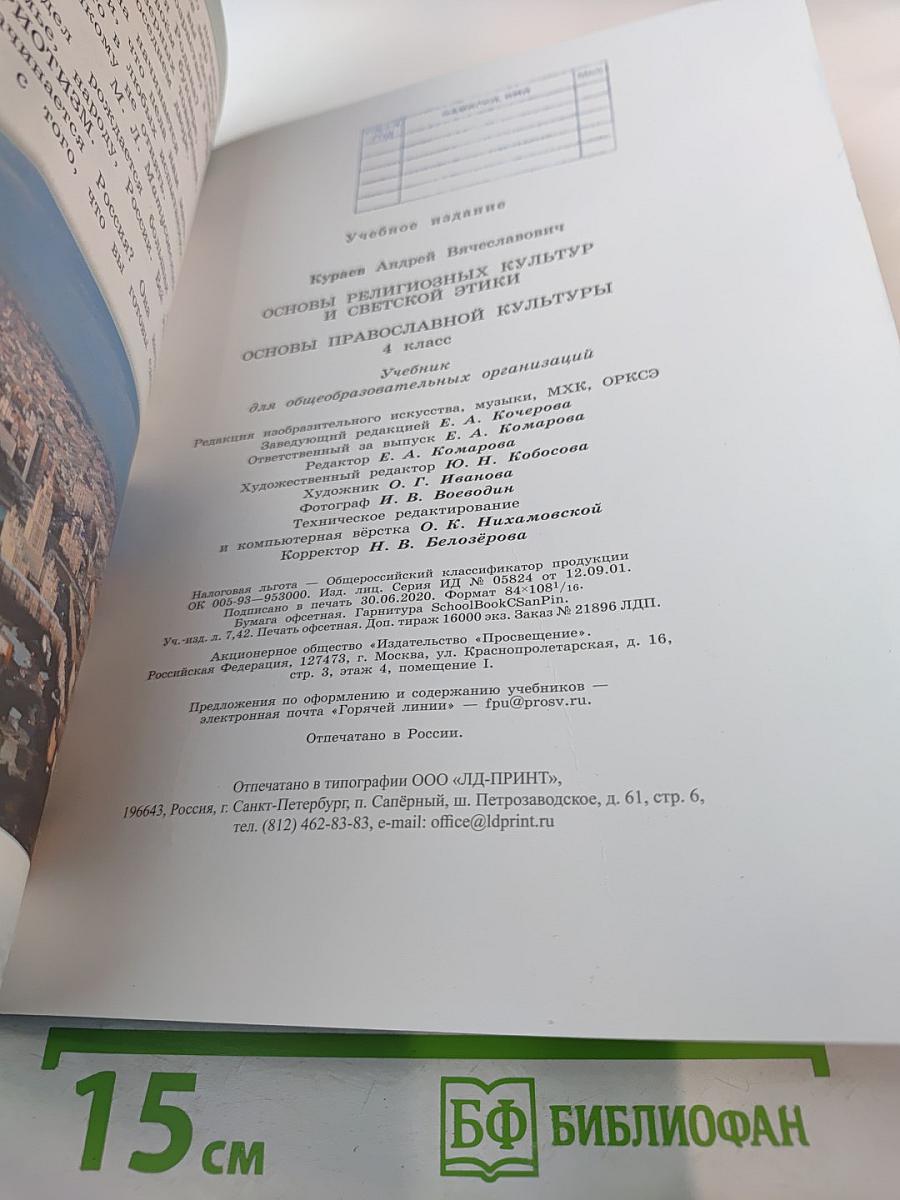 Учебное издание
Кураев Андрей Вячеславович
ОСНОВЫ РЕЛИГИОЗНЫХ КУЛЬТУР
И СВЕТСКОЙ ЭТИКИ
ОСНОВЫ ПРАВОСЛАВНОЙ КУЛЬТУРЫ
4 класс
Учебник
для общеобразовательных организаций
Редакция изобразительного искусства, музыки, МХК, ОРКСЭ
Заведующий редакцией Е. А. Кочерова
Ответственный за выпуск Е. А. Комарова
Редактор Е. А. Комарова
Художественный редактор Ю. Н. Кобосова
Художник О. Г. Иванова
Фотограф И. В. Воеводин
Техническое редактирование
и компьютерная вёрстка О. К. Нихамовской
Корректор Н. В. Белозёрова
Налоговая льгота — Общероссийский классификатор продукции
ОК 005-93—953000. Изд. лиц. Серия ИД № 05824 от 12.09.01.
Подписано в печать 30.06.2020. Формат 84×108¹/₁₆.
Бумага офсетная. Гарнитура SchoolBookCSanPin.
Уч.-изд. л. 7,42. Печать офсетная. Доп. тираж 16000 экз. Заказ № 21896 ЛДП.
Акционерное общество «Издательство «Просвещение».
Российская Федерация, 127473, г. Москва, ул. Краснопролетарская, д. 16,
стр. 3, этаж 4, помещение I.
Предложения по оформлению и содержанию учебников —
электронная почта «Горячей линии» — fpu@prosv.ru.
Отпечатано в России.
Отпечатано в типографии ООО «ЛД-ПРИНТ»,
196643, Россия, г. Санкт-Петербург, п. Сапёрный, ш. Петрозаводское, д. 61, стр. 6,
тел. (812) 462-83-83, e-mail: office@ldprint.ru
15 см
БФ БИБЛИОФАН